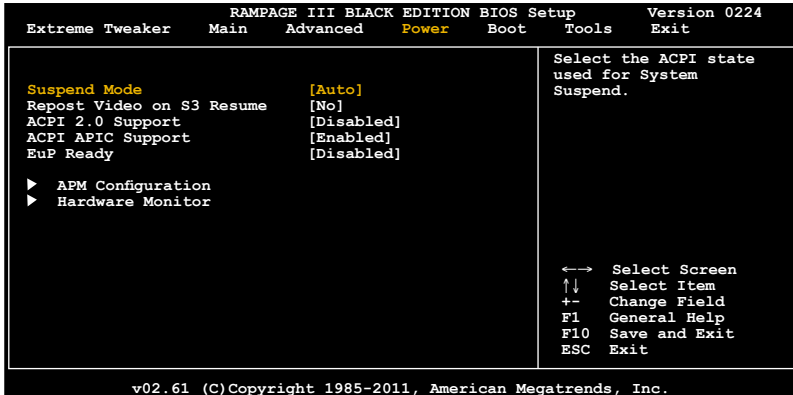 RAMPAGE III BLACK EDITION BIOS Setup Version 0224
Extreme Tweaker Main Advanced Power Boot Tools Exit
Suspend Mode [Auto]
Repost Video on S3 Resume [No]
ACPI 2.0 Support [Disabled]
ACPI APIC Support [Enabled]
EuP Ready [Disabled]
▶ APM Configuration
▶ Hardware Monitor
Select the ACPI state
used for System
Suspend.
←→ Select Screen
↑↓ Select Item
+- Change Field
F1 General Help
F10 Save and Exit
ESC Exit
v02.61 (C)Copyright 1985-2011, American Megatrends, Inc.